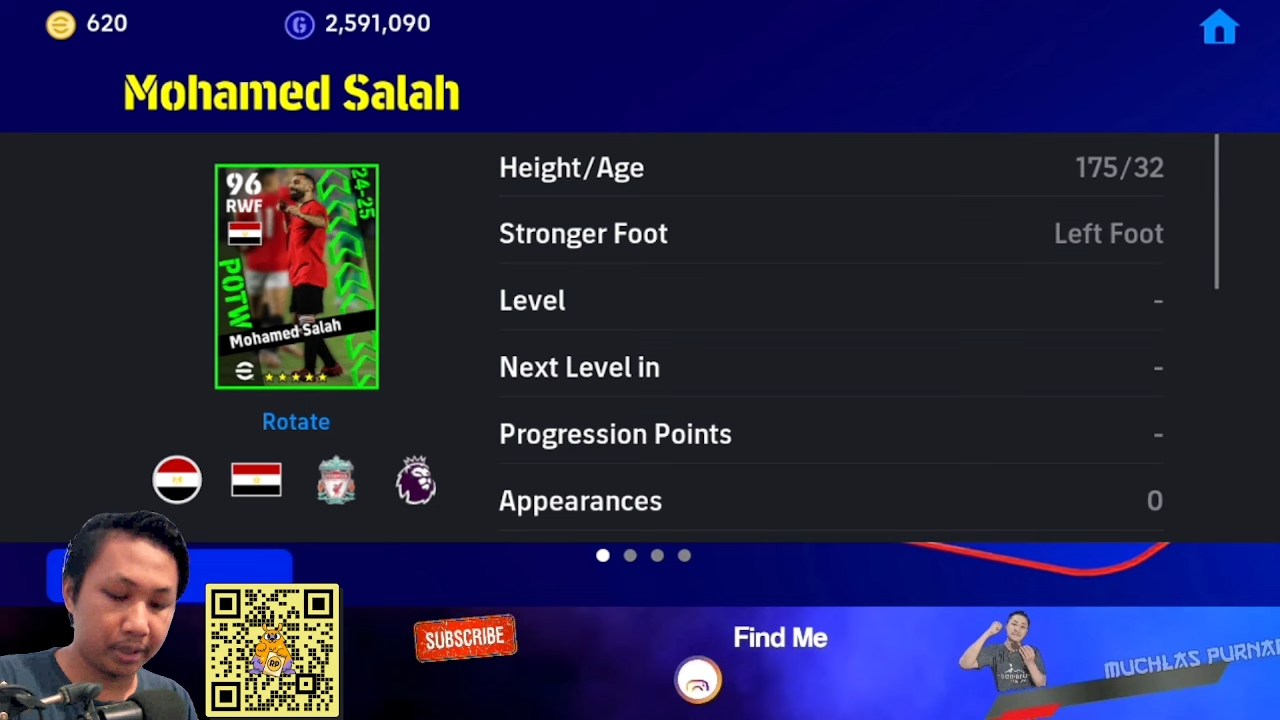 620
2,591,090
Mohamed Salah
96
RWF
24-25
POTW
Mohamed Salah
Rotate
Height/Age 175/32
Stronger Foot Left Foot
Level -
Next Level in -
Progression Points -
Appearances 0
RP
SUBSCRIBE
Find Me
MUCHLAS PURNA